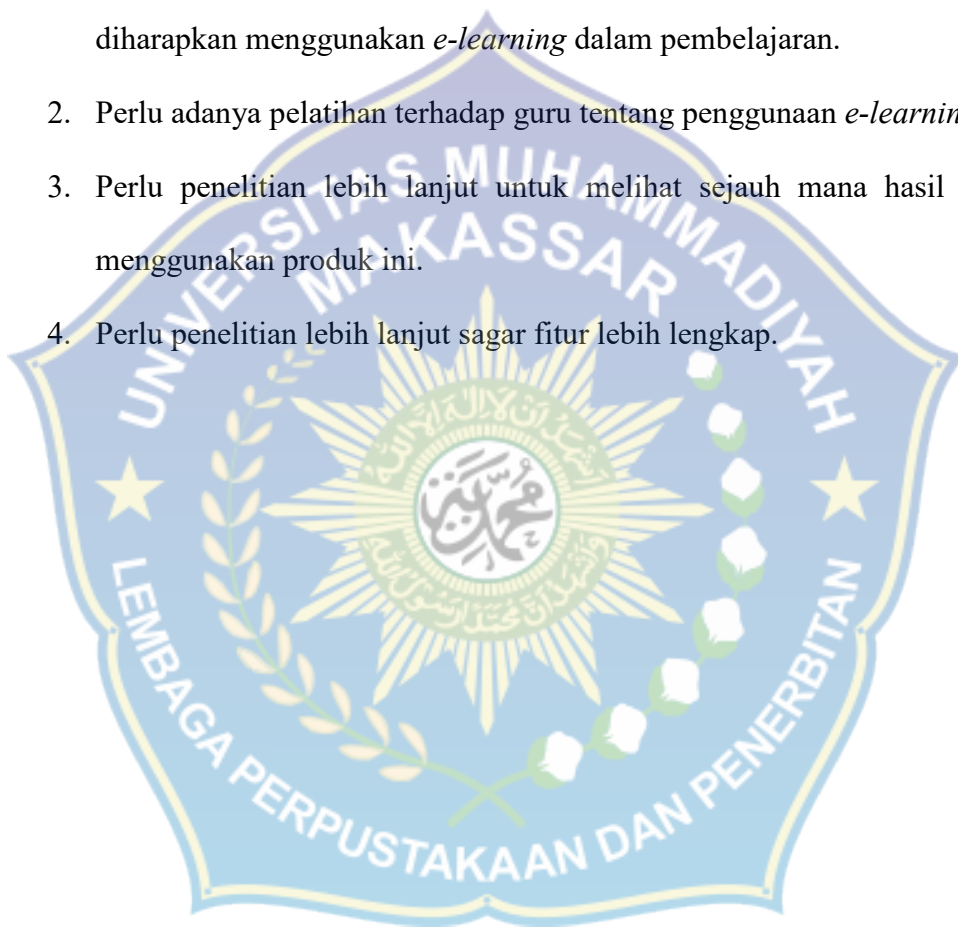 diharapkan menggunakan e-learning dalam pembelajaran.
2. Perlu adanya pelatihan terhadap guru tentang penggunaan
3. Perlu penelitian lebih lanjut untuk melihat sejauh mana hasil
menggunakan produk ini.
4. Perlu penelitian lebih lanjut sagar fitur lebih lengkap.
UNIVERSITAS MUHAMMADIYAH
MAKASSAR
محمدية
LEMBAGA PERPUSTAKAAN DAN PENERBITAN